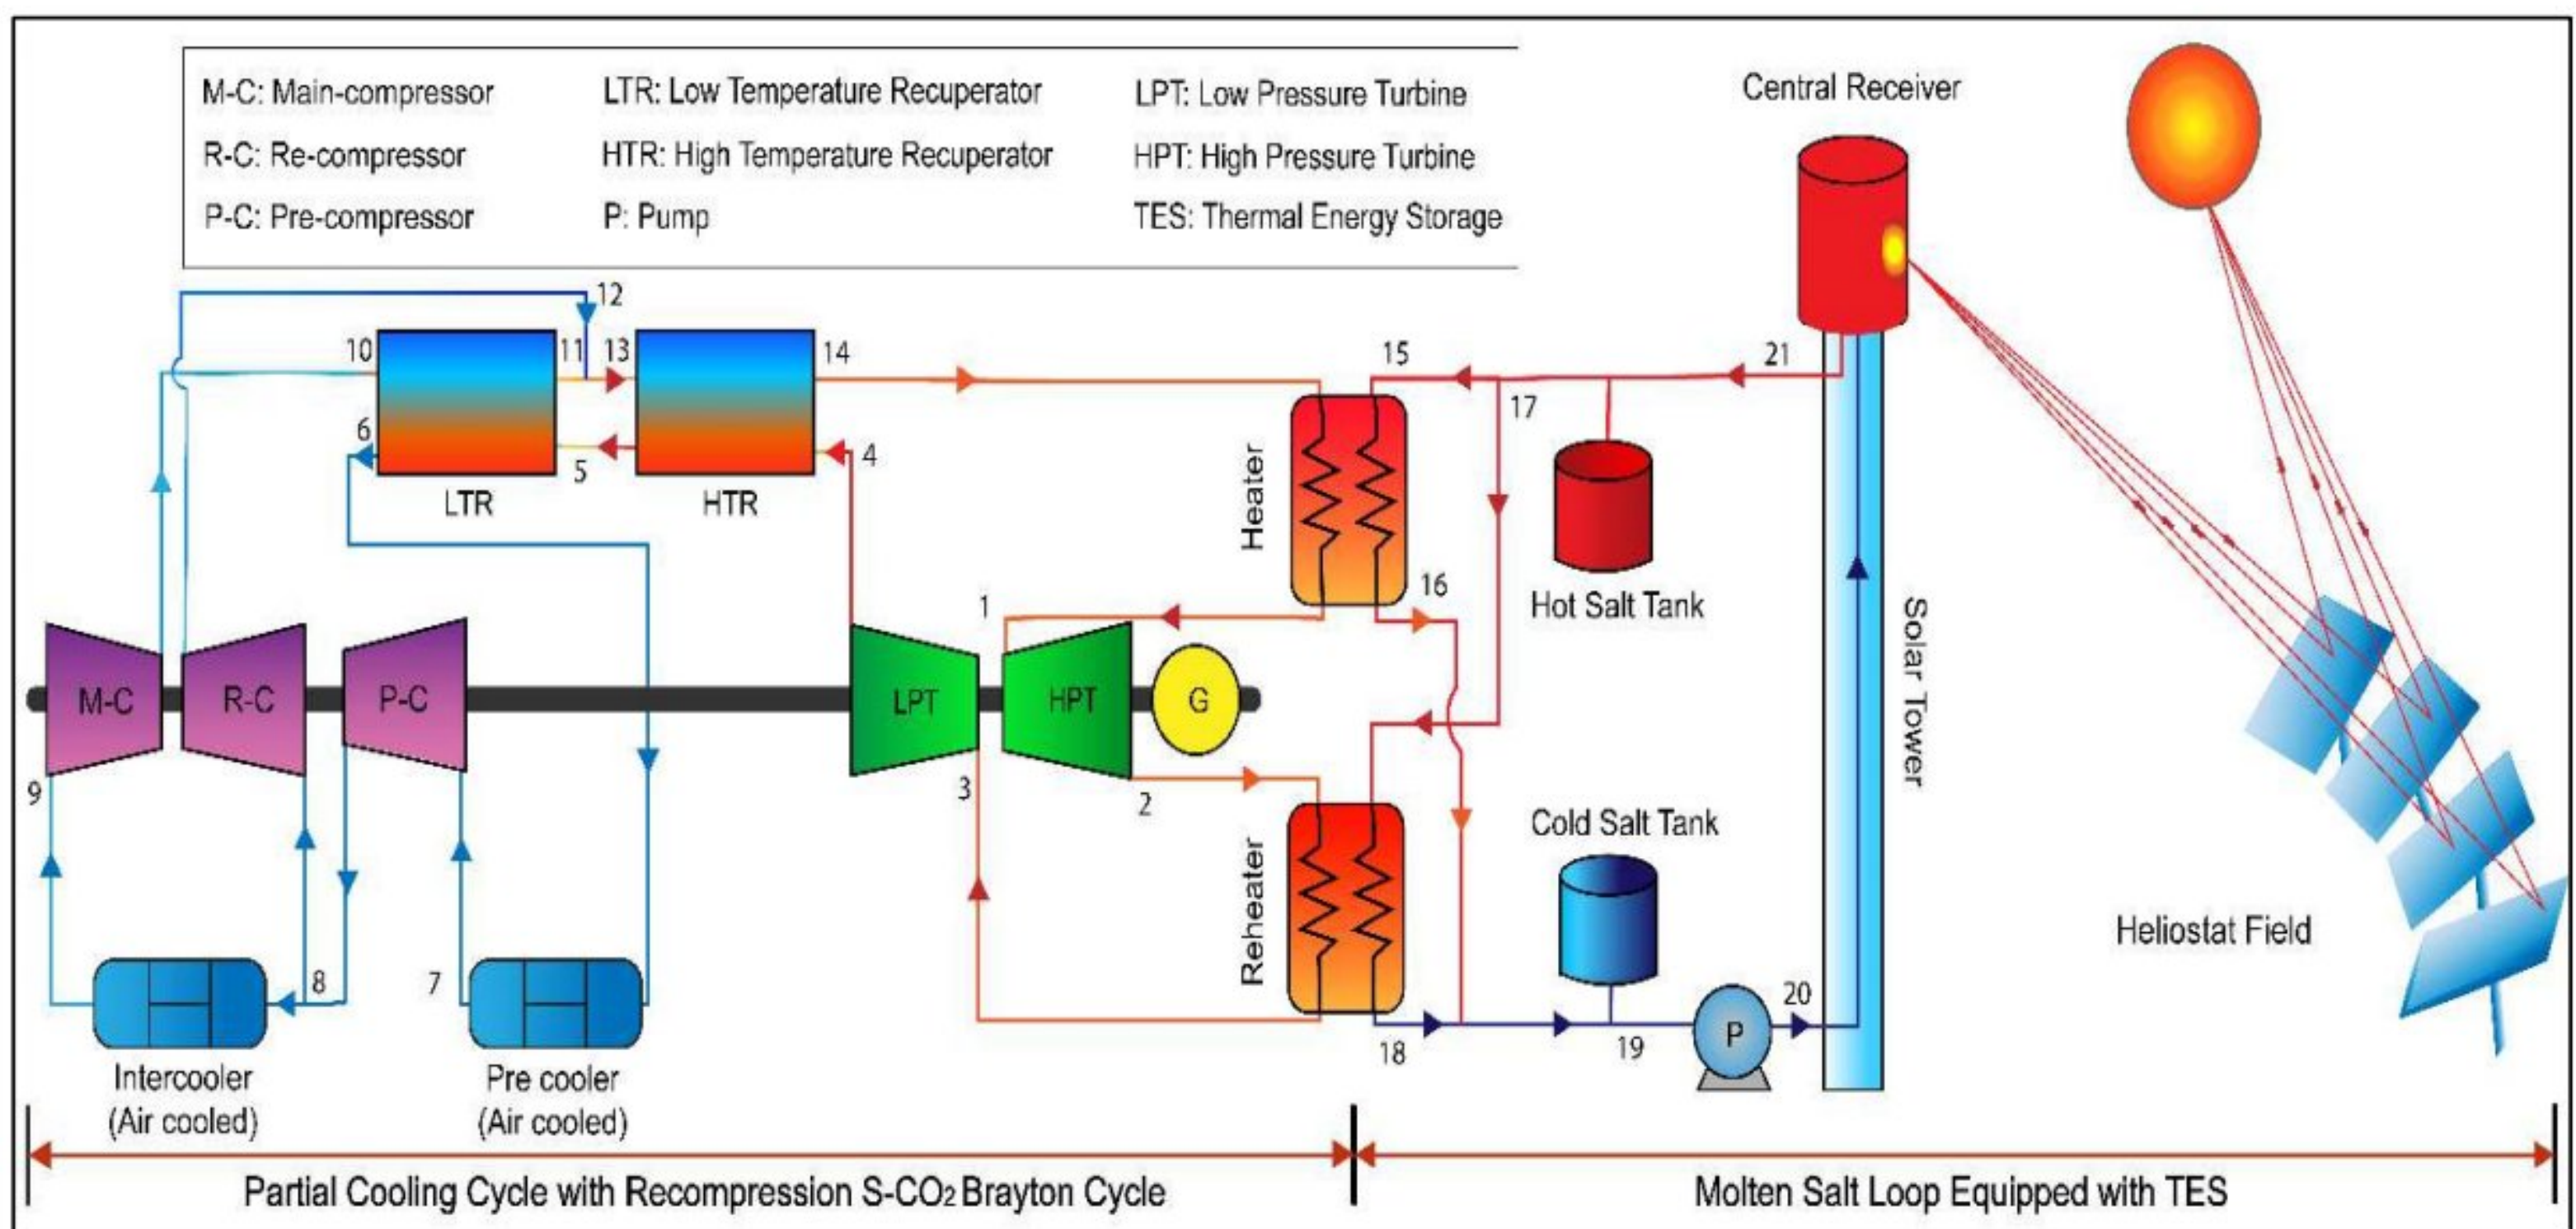 M-C: Main-compressor LTR: Low Temperature Recuperator LPT: Low Pressure Turbine
R-C: Re-compressor HTR: High Temperature Recuperator HPT: High Pressure Turbine
P-C: Pre-compressor P: Pump TES: Thermal Energy Storage
Central Receiver
12
10
11
13
14
15
21
6
5
4
17
LTR
HTR
Heater
Hot Salt Tank
16
1
Solar Tower
M-C
R-C
P-C
LPT
HPT
G
9
3
2
Cold Salt Tank
Reheater
Heliostat Field
8
7
18
19
P
20
Intercooler
(Air cooled)
Pre cooler
(Air cooled)
Partial Cooling Cycle with Recompression S-CO₂ Brayton Cycle
Molten Salt Loop Equipped with TES